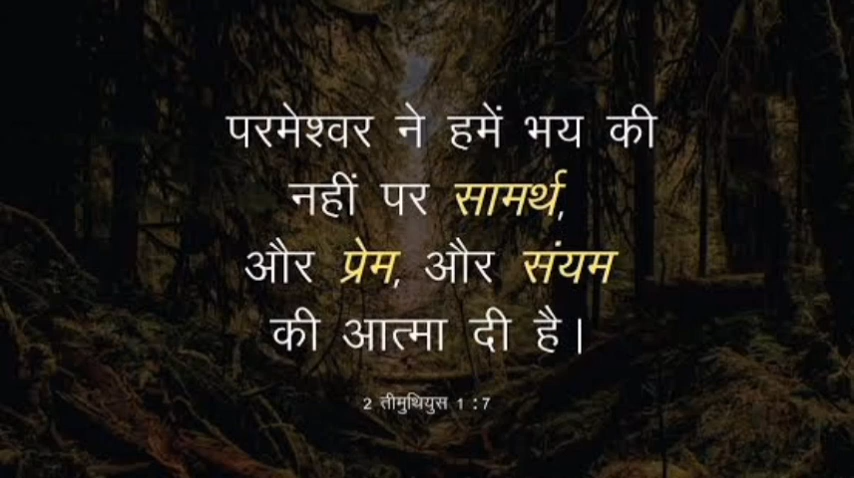 परमेश्वर ने हमें भय की
नहीं पर सामर्थ,
और प्रेम, और संयम
की आत्मा दी है।
2 तीमुथियुस 1 :7